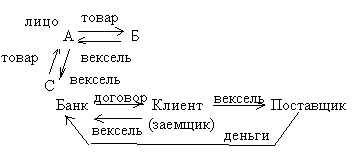 лицо товар
А Б
товар вексель
вексель
С
Банк договор Клиент вексель Поставщик
вексель (заемщик) деньги